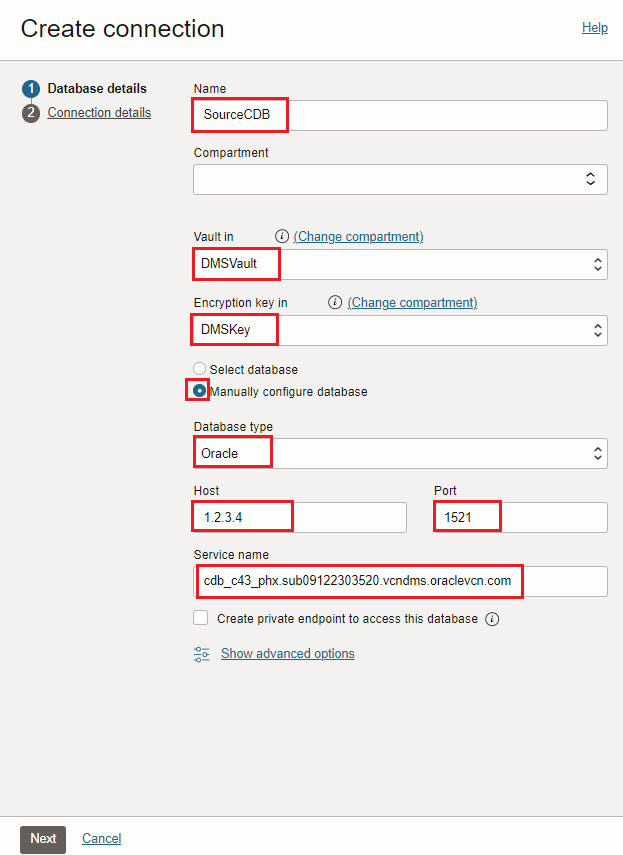 Create connection
Help
1 Database details
2 Connection details
Name
SourceCDB
Compartment
Vault in i (Change compartment)
DMSVault
Encryption key in i (Change compartment)
DMSKey
Select database
Manually configure database
Database type
Oracle
Host Port
1.2.3.4 1521
Service name
cdb_c43_phx.sub09122303520.vcndms.oraclevcn.com
Create private endpoint to access this database i
Show advanced options
Next Cancel